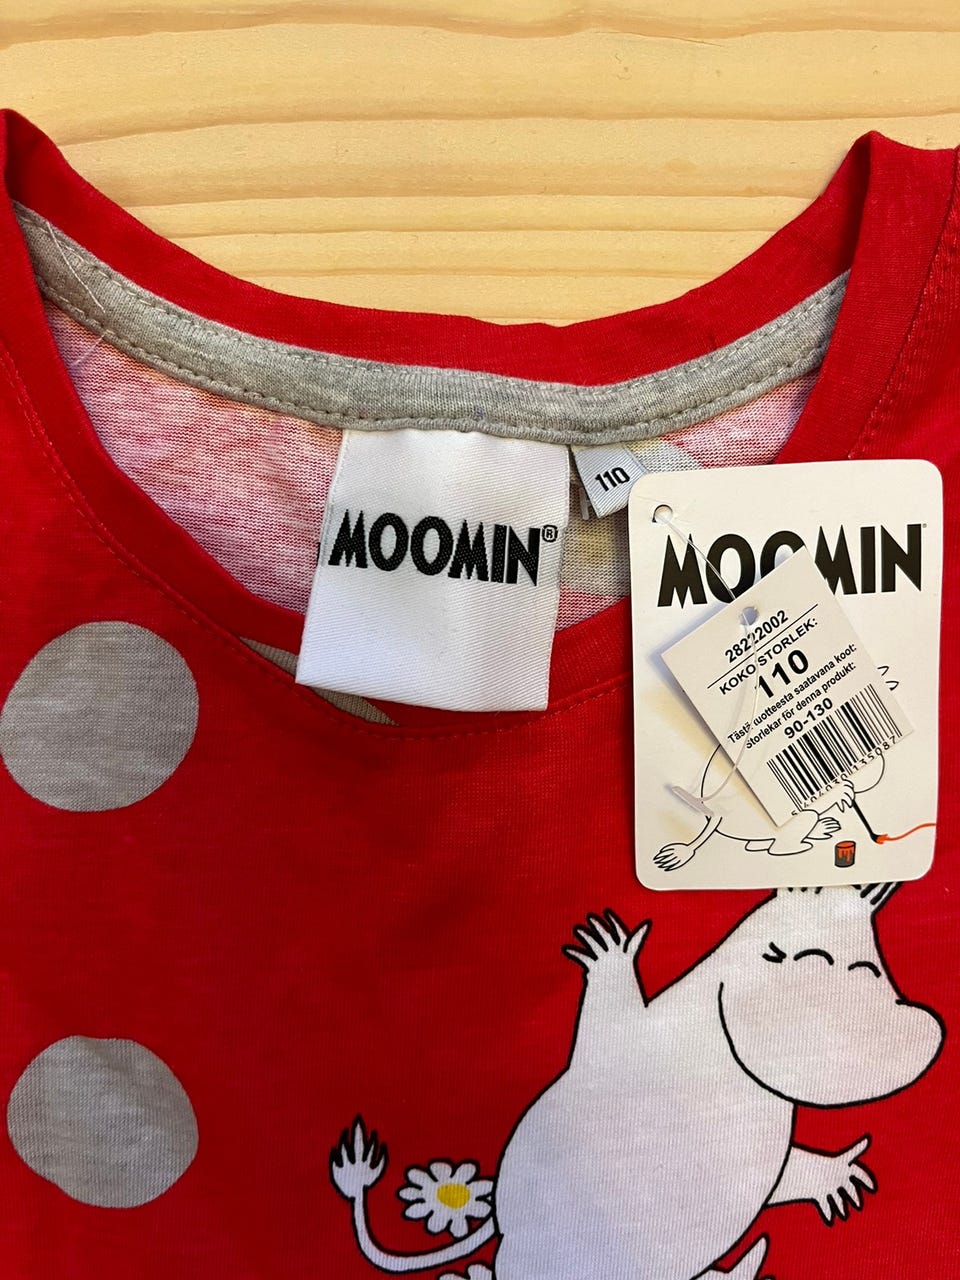 MOOMIN®
110
MOOMIN
28222002
KOKO/STORLEK:
110
Tästä tuotteesta saatavana koot:
Storlekar för denna produkt:
90-130